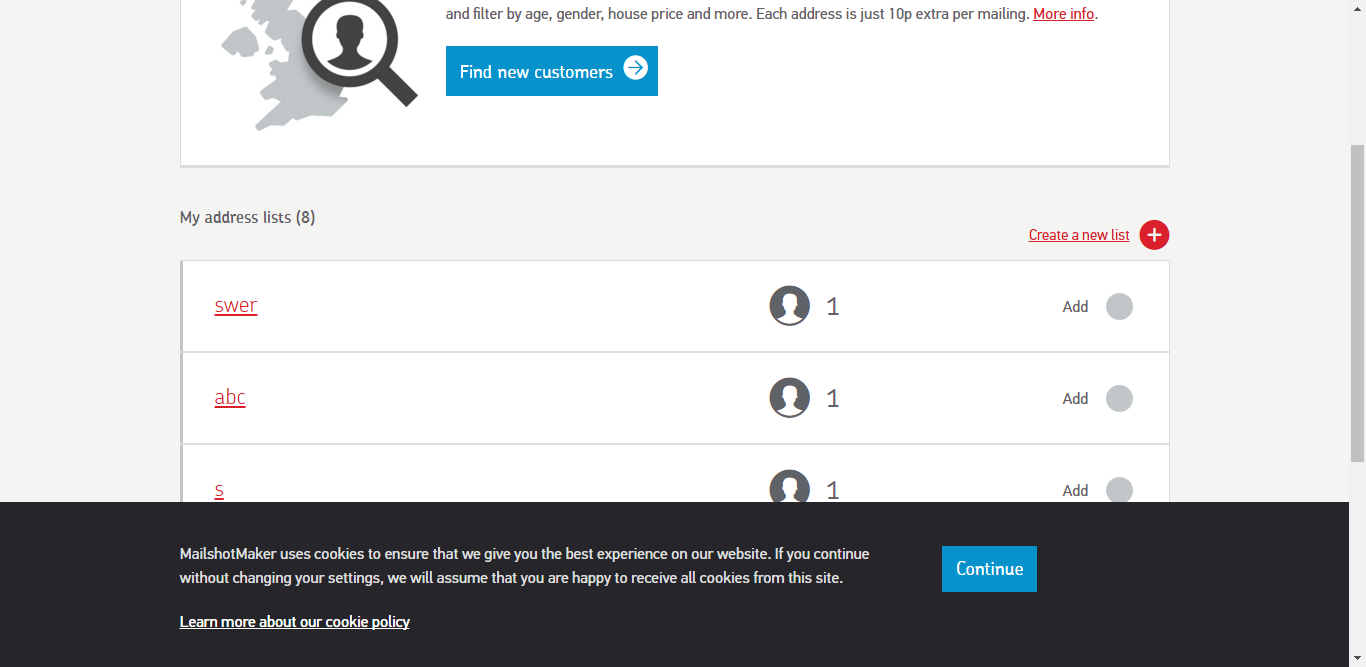 and filter by age, gender, house price and more. Each address is just 10p extra per mailing. More info.
Find new customers
My address lists (8)
Create a new list
swer 1 Add
abc 1 Add
s 1 Add
MailshotMaker uses cookies to ensure that we give you the best experience on our website. If you continue
without changing your settings, we will assume that you are happy to receive all cookies from this site.
Continue
Learn more about our cookie policy